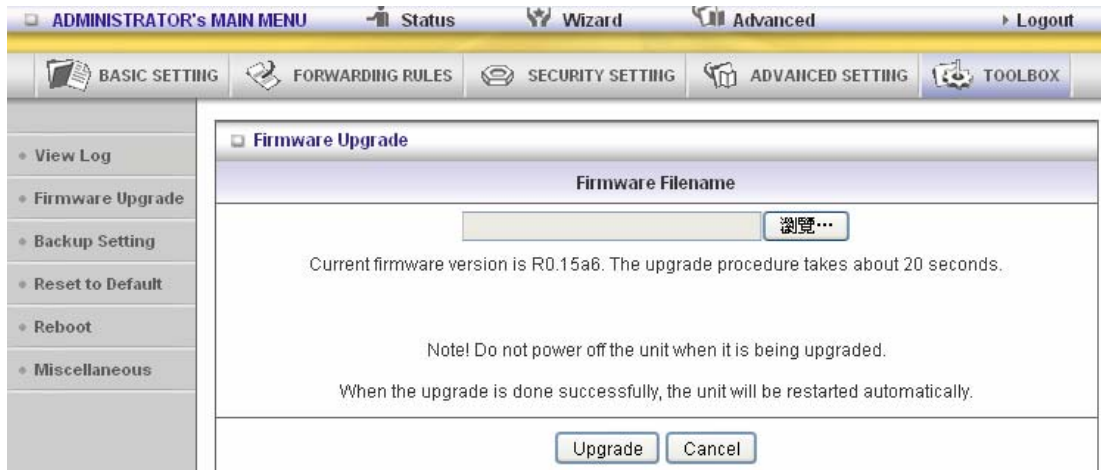 ADMINISTRATOR's MAIN MENU Status Wizard Advanced Logout
BASIC SETTING FORWARDING RULES SECURITY SETTING ADVANCED SETTING TOOLBOX
View Log
Firmware Upgrade
Backup Setting
Reset to Default
Reboot
Miscellaneous
Firmware Upgrade
Firmware Filename
瀏覽…
Current firmware version is R0.15a6. The upgrade procedure takes about 20 seconds.
Note! Do not power off the unit when it is being upgraded.
When the upgrade is done successfully, the unit will be restarted automatically.
Upgrade Cancel